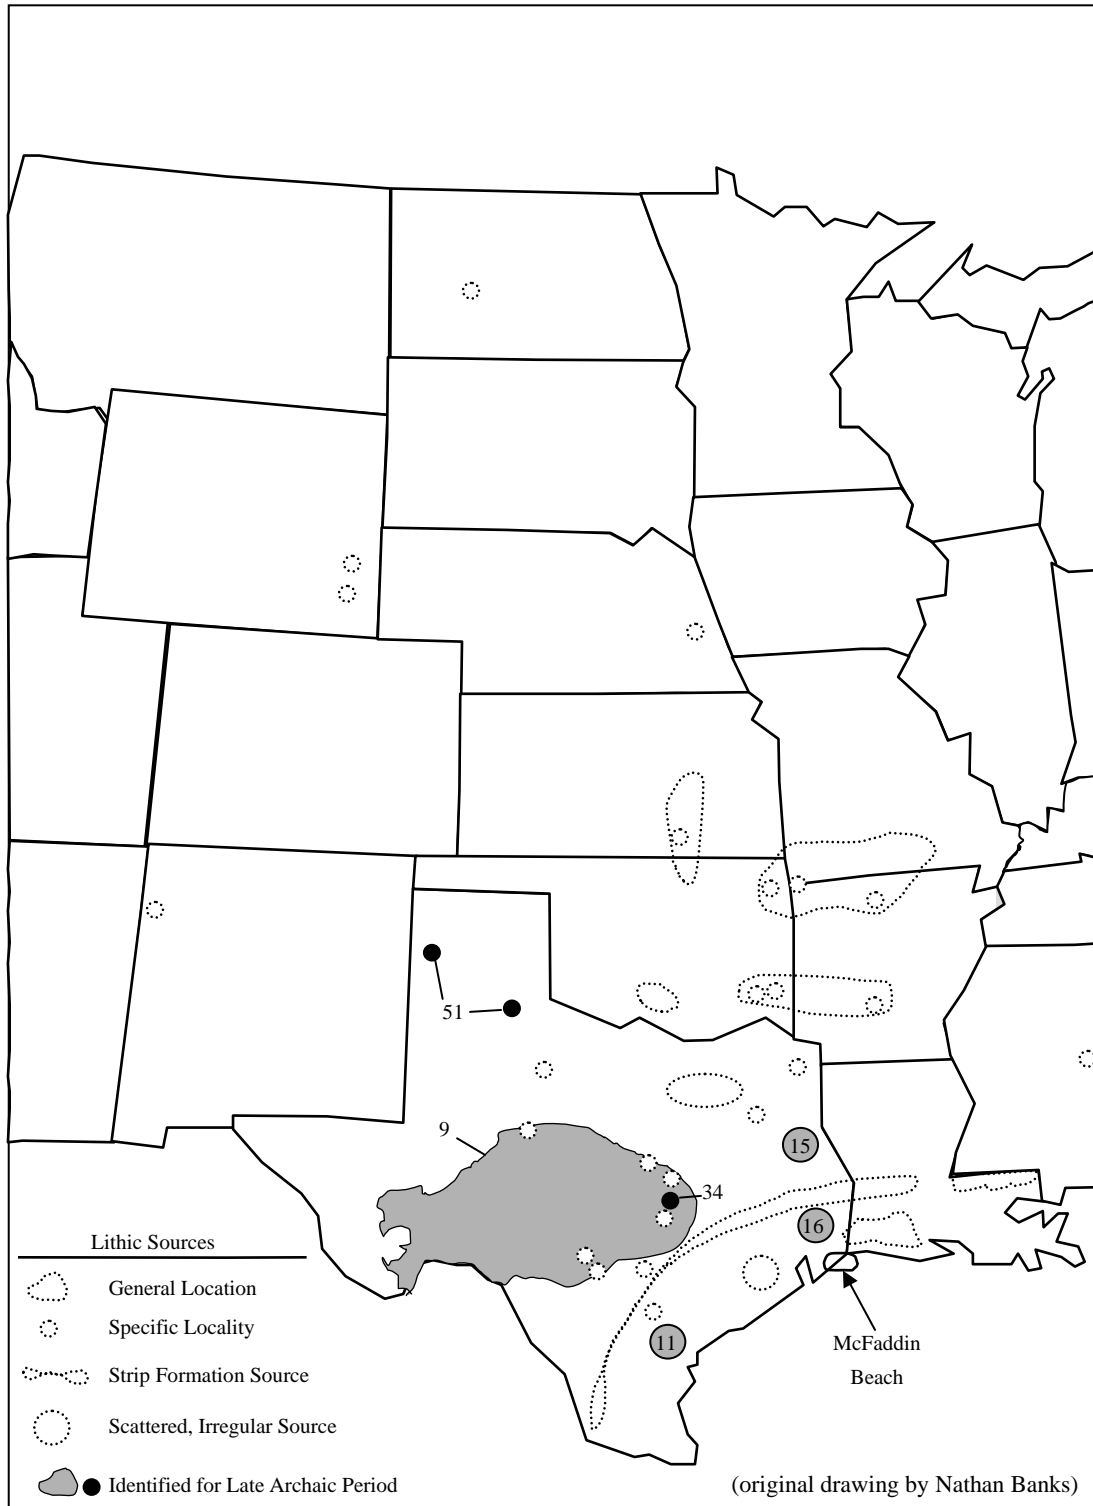 51
9
15
34
16
11
McFaddin
Beach
Lithic Sources
General Location
Specific Locality
Strip Formation Source
Scattered, Irregular Source
Identified for Late Archaic Period
(original drawing by Nathan Banks)